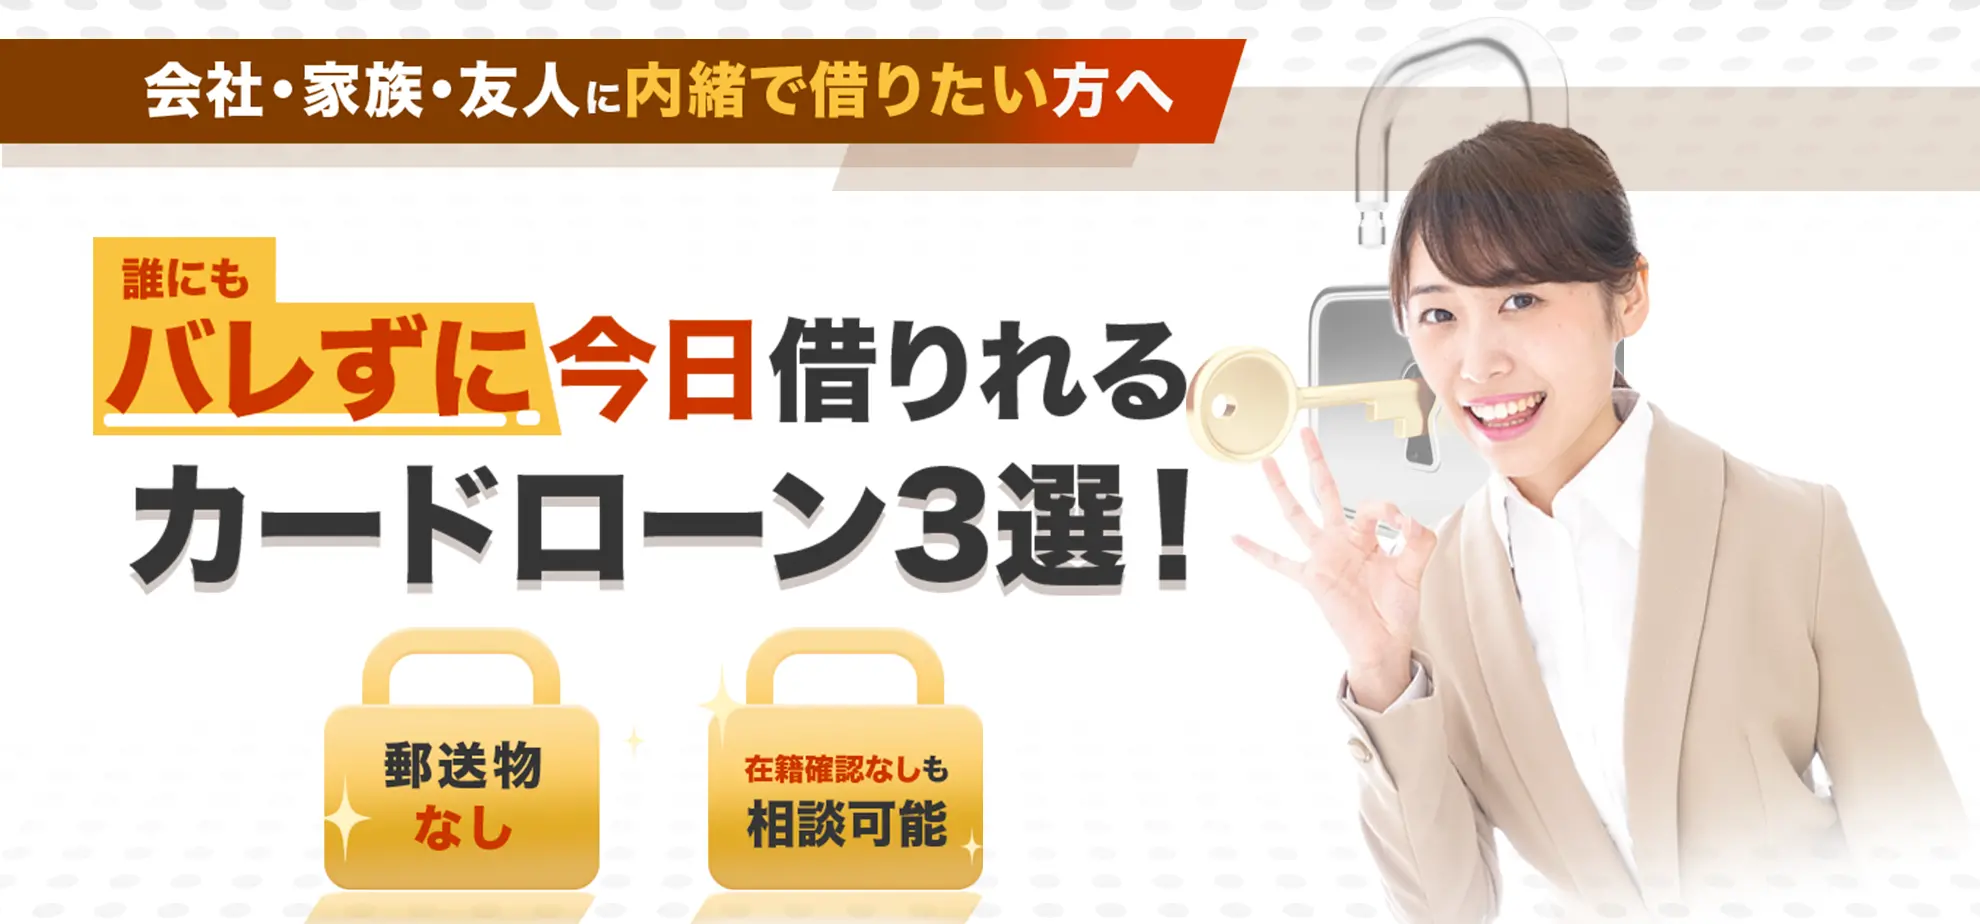 会社・家族・友人に内緒で借りたい方へ
誰にも
バレずに今日借りれる
カードローン3選！
郵送物
なし
在籍確認なしも
相談可能